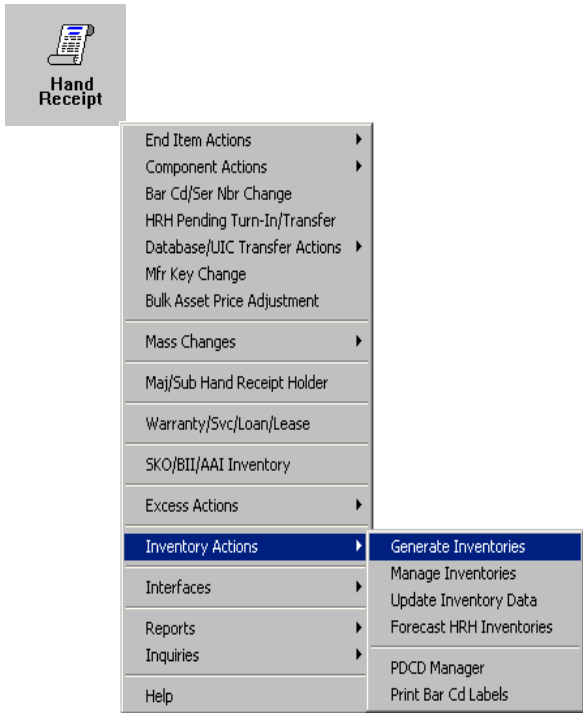 Hand
Receipt
End Item Actions
Component Actions
Bar Cd/Ser Nbr Change
HRH Pending Turn-In/Transfer
Database/UIC Transfer Actions
Mfr Key Change
Bulk Asset Price Adjustment
Mass Changes
Maj/Sub Hand Receipt Holder
Warranty/Svc/Loan/Lease
SKO/BII/AAI Inventory
Excess Actions
Inventory Actions
Interfaces
Reports
Inquiries
Help
Generate Inventories
Manage Inventories
Update Inventory Data
Forecast HRH Inventories
PDCD Manager
Print Bar Cd Labels